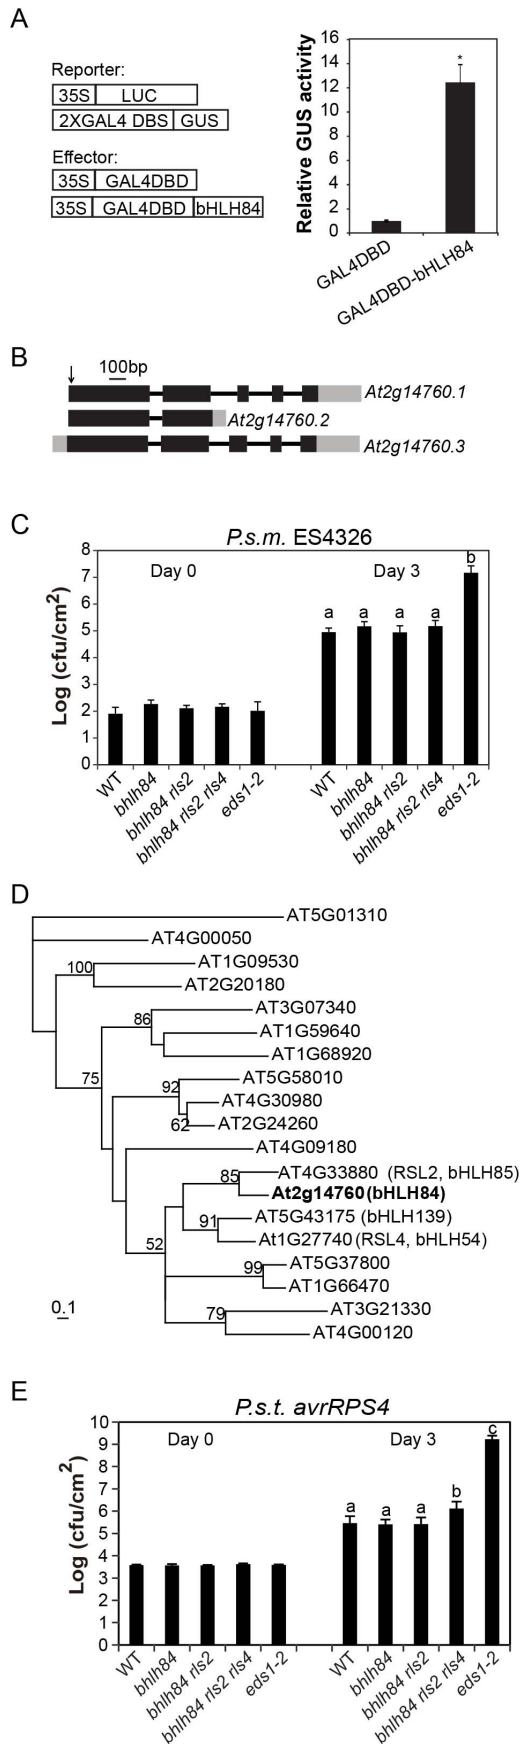 A
Reporter:
35S LUC
2XGAL4 DBS GUS
Effector:
35S GAL4DBD
35S GAL4DBD bHLH84
Relative GUS activity
16
14
12
10
8
6
4
2
0
*
GAL4DBD
GAL4DBD-bHLH84
B
100bp
At2g14760.1
At2g14760.2
At2g14760.3
C
P.s.m. ES4326
Log (cfu/cm²)
8
7
6
5
4
3
2
1
0
Day 0
Day 3
a a a a b
WT bhlh84 bhlh84 rls2 bhlh84 rls2 rls4 eds1-2
WT bhlh84 bhlh84 rls2 bhlh84 rls2 rls4 eds1-2
D
AT5G01310
AT4G00050
100 AT1G09530
AT2G20180
86 AT3G07340
AT1G59640
AT1G68920
75
92 AT5G58010
AT4G30980
62 AT2G24260
AT4G09180
85 AT4G33880 (RSL2, bHLH85)
At2g14760 (bHLH84)
91 AT5G43175 (bHLH139)
At1G27740 (RSL4, bHLH54)
52
99 AT5G37800
AT1G66470
0.1
79 AT3G21330
AT4G00120
E
P.s.t. avrRPS4
Log (cfu/cm²)
10
9
8
7
6
5
4
3
2
1
0
Day 0
Day 3
a a a b c
WT bhlh84 bhlh84 rls2 bhlh84 rls2 rls4 eds1-2
WT bhlh84 bhlh84 rls2 bhlh84 rls2 rls4 eds1-2